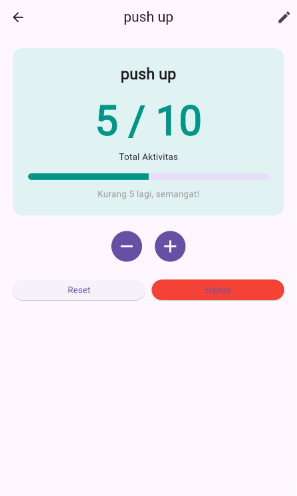 push up
push up
5 / 10
Total Aktivitas
Kurang 5 lagi, semangat!
Reset
Hapus